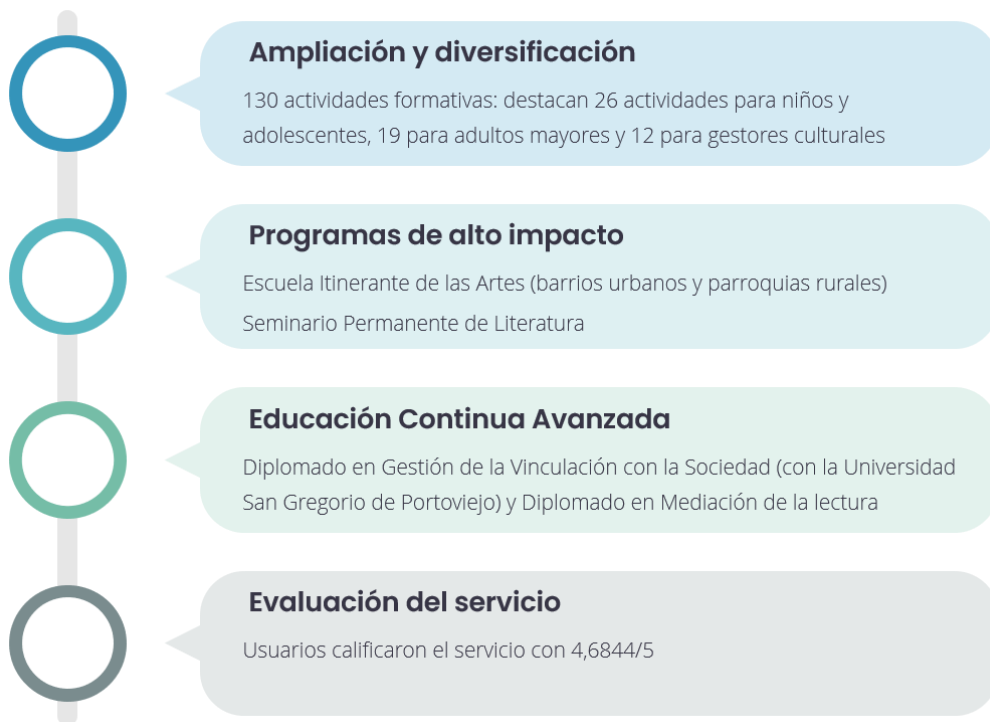 Ampliación y diversificación
130 actividades formativas: destacan 26 actividades para niños y
adolescentes, 19 para adultos mayores y 12 para gestores culturales
Programas de alto impacto
Escuela Itinerante de las Artes (barrios urbanos y parroquias rurales)
Seminario Permanente de Literatura
Educación Continua Avanzada
Diplomado en Gestión de la Vinculación con la Sociedad (con la Universidad
San Gregorio de Portoviejo) y Diplomado en Mediación de la lectura
Evaluación del servicio
Usuarios calificaron el servicio con 4,6844/5